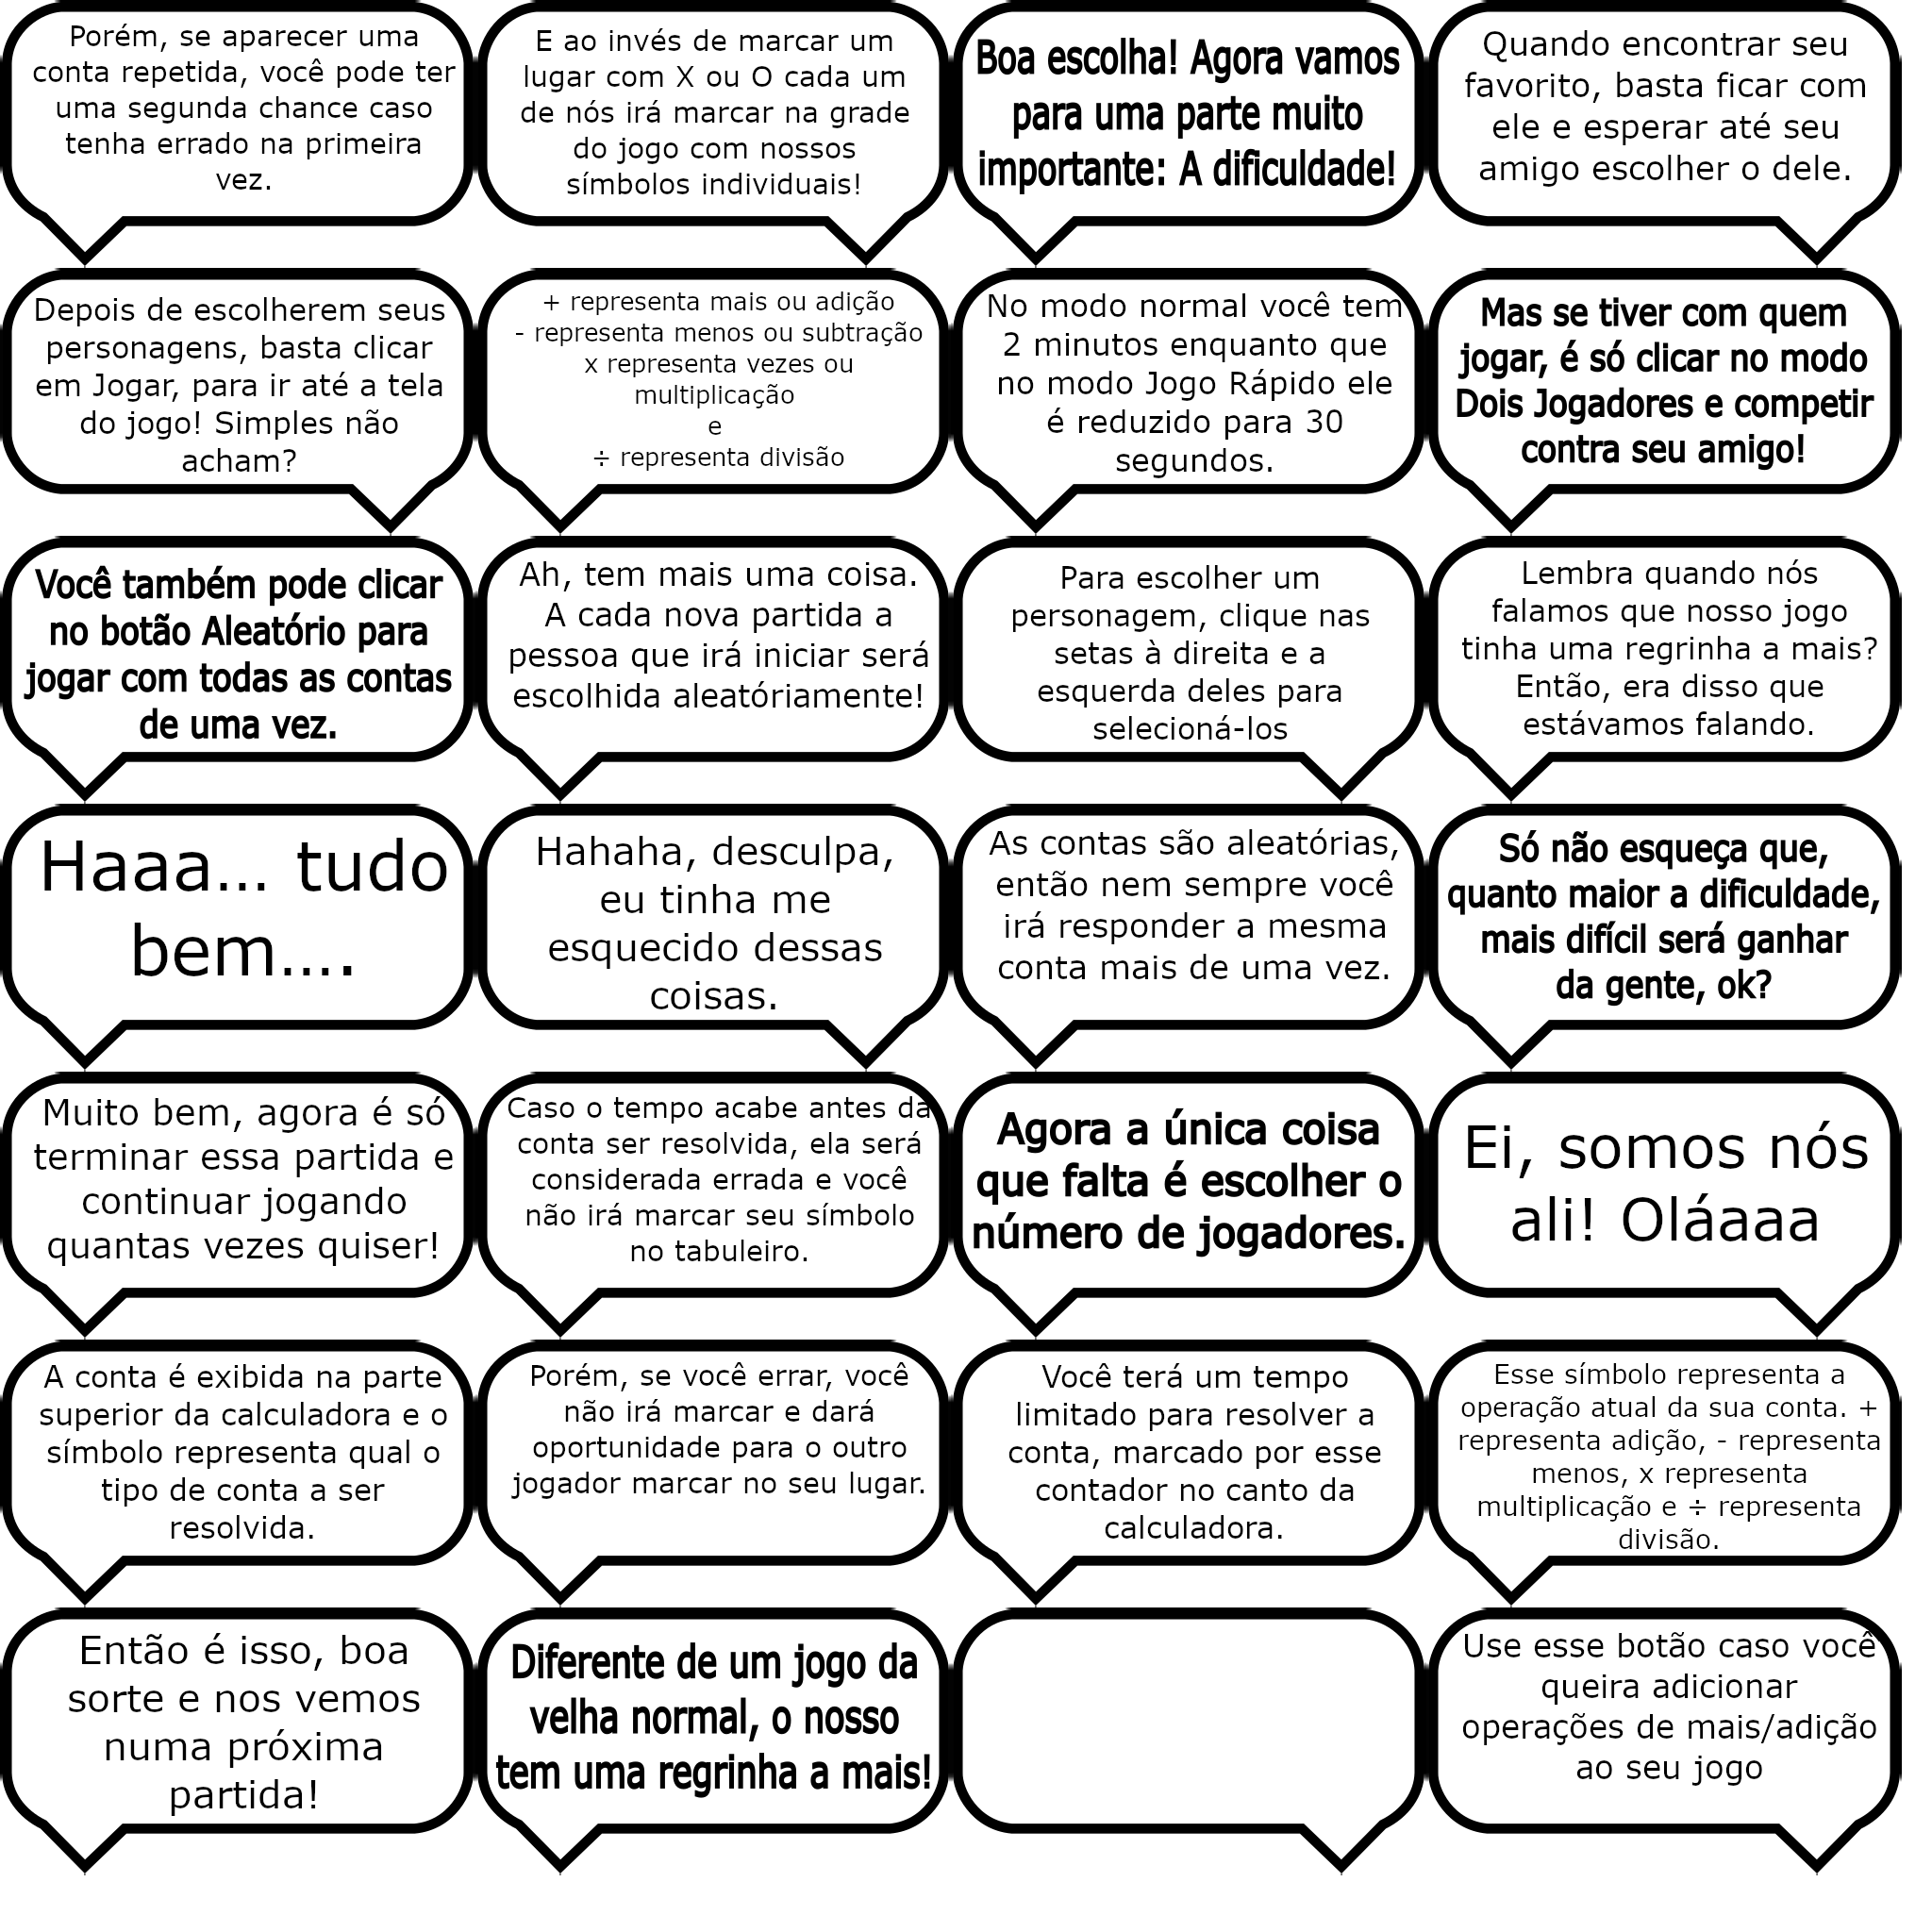 Porém, se aparecer uma
conta repetida, você pode ter
uma segunda chance caso
tenha errado na primeira
vez.
E ao invés de marcar um
lugar com X ou O cada um
de nós irá marcar na grade
do jogo com nossos
símbolos individuais!
Boa escolha! Agora vamos
para uma parte muito
importante: A dificuldade!
Quando encontrar seu
favorito, basta ficar com
ele e esperar até seu
amigo escolher o dele.
Depois de escolherem seus
personagens, basta clicar
em Jogar, para ir até a tela
do jogo! Simples não
acham?
+ representa mais ou adição
- representa menos ou subtração
x representa vezes ou
multiplicação
e
÷ representa divisão
No modo normal você tem
2 minutos enquanto que
no modo Jogo Rápido ele
é reduzido para 30
segundos.
Mas se tiver com quem
jogar, é só clicar no modo
Dois Jogadores e competir
contra seu amigo!
Você também pode clicar
no botão Aleatório para
jogar com todas as contas
de uma vez.
Ah, tem mais uma coisa.
A cada nova partida a
pessoa que irá iniciar será
escolhida aleatóriamente!
Para escolher um
personagem, clique nas
setas à direita e a
esquerda deles para
selecioná-los
Lembra quando nós
falamos que nosso jogo
tinha uma regrinha a mais?
Então, era disso que
estávamos falando.
Haaa... tudo
bem....
Hahaha, desculpa,
eu tinha me
esquecido dessas
coisas.
As contas são aleatórias,
então nem sempre você
irá responder a mesma
conta mais de uma vez.
Só não esqueça que,
quanto maior a dificuldade,
mais difícil será ganhar
da gente, ok?
Muito bem, agora é só
terminar essa partida e
continuar jogando
quantas vezes quiser!
Caso o tempo acabe antes da
conta ser resolvida, ela será
considerada errada e você
não irá marcar seu símbolo
no tabuleiro.
Agora a única coisa
que falta é escolher o
número de jogadores.
Ei, somos nós
ali! Oláaaa
A conta é exibida na parte
superior da calculadora e o
símbolo representa qual o
tipo de conta a ser
resolvida.
Porém, se você errar, você
não irá marcar e dará
oportunidade para o outro
jogador marcar no seu lugar.
Você terá um tempo
limitado para resolver a
conta, marcado por esse
contador no canto da
calculadora.
Esse símbolo representa a
operação atual da sua conta. +
representa adição, - representa
menos, x representa
multiplicação e ÷ representa
divisão.
Então é isso, boa
sorte e nos vemos
numa próxima
partida!
Diferente de um jogo da
velha normal, o nosso
tem uma regrinha a mais!
Use esse botão caso você
queira adicionar
operações de mais/adição
ao seu jogo